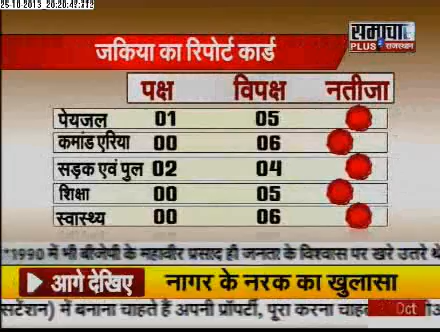 25-10-2013 20:20:47:712
समाचार
PLUS राजस्थान
जकिया का रिपोर्ट कार्ड
पक्ष विपक्ष नतीजा
पेयजल 01 05
कमांड एरिया 00 06
सड़क एवं पुल 02 04
शिक्षा 00 05
स्वास्थ्य 00 06
*1990 में भी बीजेपी के महावीर प्रसाद ही जनता के विश्वास पर खरे उतरे थे
आगे देखिए नागर के नरक का खुलासा
सटेंशन) में बनाना चाहते हैं अपनी प्रॉपर्टी, पूरा करना चाह Oct